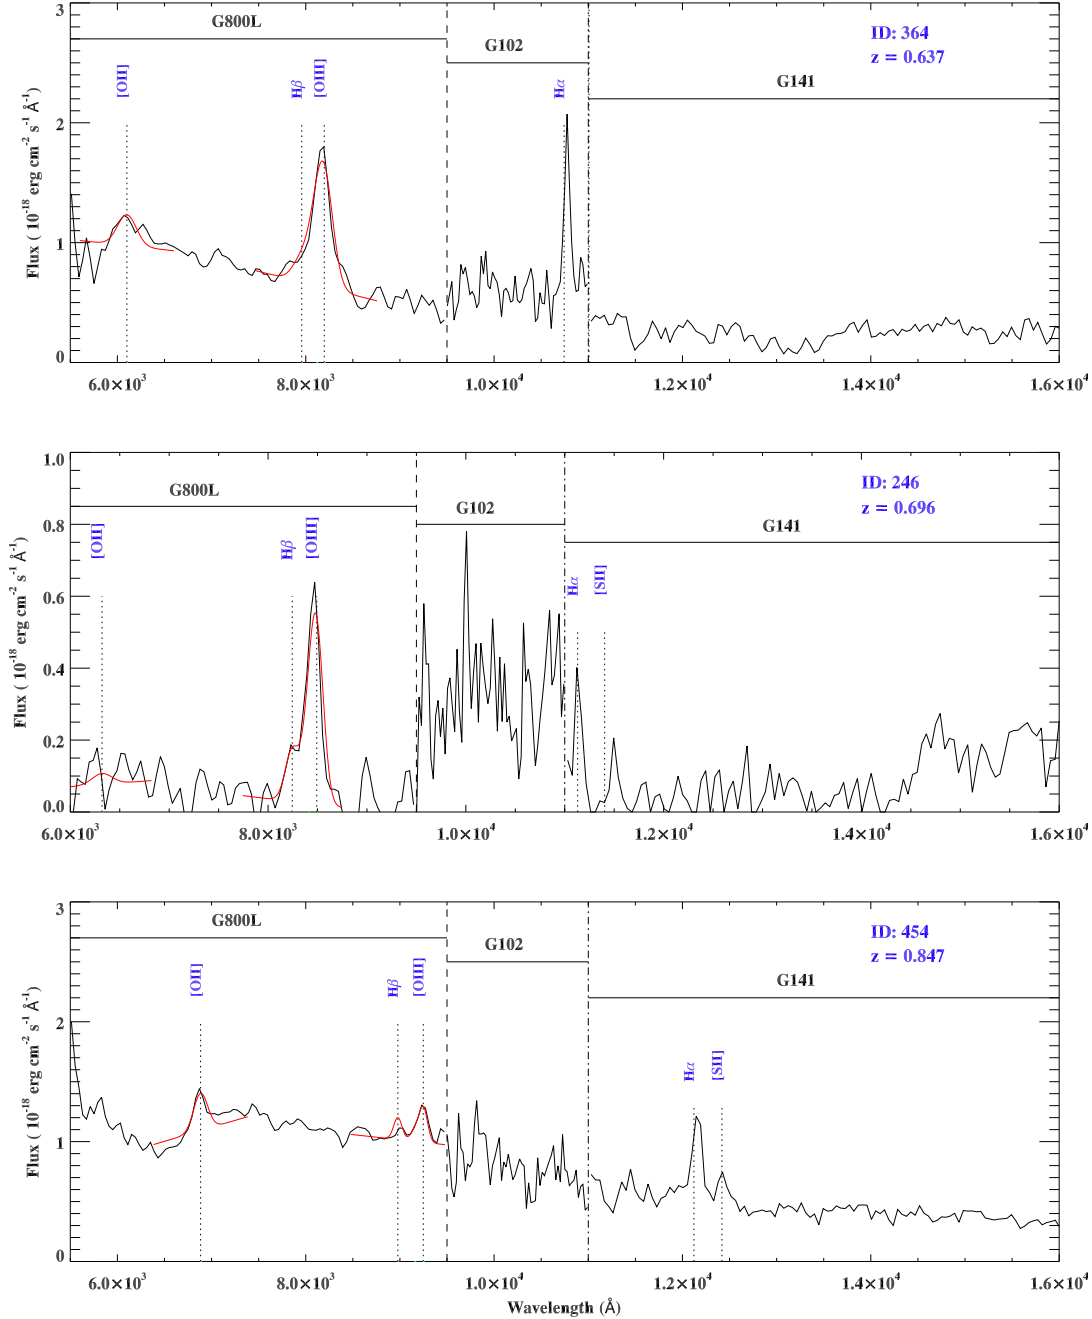 3
2
1
0
Flux ( 10⁻¹⁸ erg cm⁻² s⁻¹ Å⁻¹)
G800L
G102
G141
ID: 364
z = 0.637
[OII]
Hβ
[OIII]
Hα
6.0×10³
8.0×10³
1.0×10⁴
1.2×10⁴
1.4×10⁴
1.6×10⁴
1.0
0.8
0.6
0.4
0.2
0.0
Flux ( 10⁻¹⁸ erg cm⁻² s⁻¹ Å⁻¹)
G800L
G102
G141
ID: 246
z = 0.696
[OII]
Hβ
[OIII]
Hα
[SII]
6.0×10³
8.0×10³
1.0×10⁴
1.2×10⁴
1.4×10⁴
1.6×10⁴
3
2
1
0
Flux ( 10⁻¹⁸ erg cm⁻² s⁻¹ Å⁻¹)
G800L
G102
G141
ID: 454
z = 0.847
[OII]
Hβ
[OIII]
Hα
[SII]
6.0×10³
8.0×10³
1.0×10⁴
1.2×10⁴
1.4×10⁴
1.6×10⁴
Wavelength (Å)